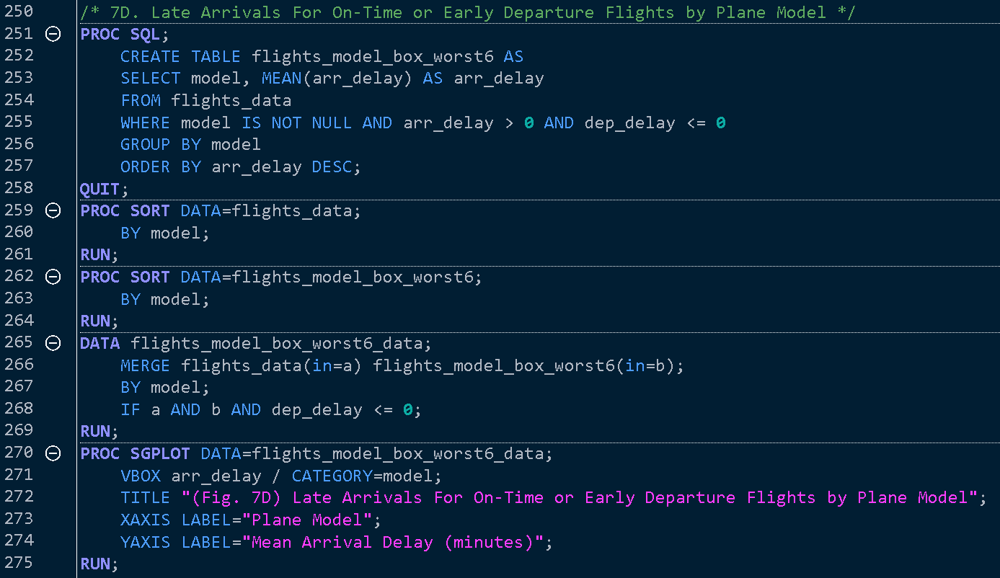 250 /* 7D. Late Arrivals For On-Time or Early Departure Flights by Plane Model */
251 PROC SQL;
252     CREATE TABLE flights_model_box_worst6 AS
253     SELECT model, MEAN(arr_delay) AS arr_delay
254     FROM flights_data
255     WHERE model IS NOT NULL AND arr_delay > 0 AND dep_delay <= 0
256     GROUP BY model
257     ORDER BY arr_delay DESC;
258 QUIT;
259 PROC SORT DATA=flights_data;
260     BY model;
261 RUN;
262 PROC SORT DATA=flights_model_box_worst6;
263     BY model;
264 RUN;
265 DATA flights_model_box_worst6_data;
266     MERGE flights_data(in=a) flights_model_box_worst6(in=b);
267     BY model;
268     IF a AND b AND dep_delay <= 0;
269 RUN;
270 PROC SGPLOT DATA=flights_model_box_worst6_data;
271     VBOX arr_delay / CATEGORY=model;
272     TITLE "(Fig. 7D) Late Arrivals For On-Time or Early Departure Flights by Plane Model";
273     XAXIS LABEL="Plane Model";
274     YAXIS LABEL="Mean Arrival Delay (minutes)";
275 RUN;